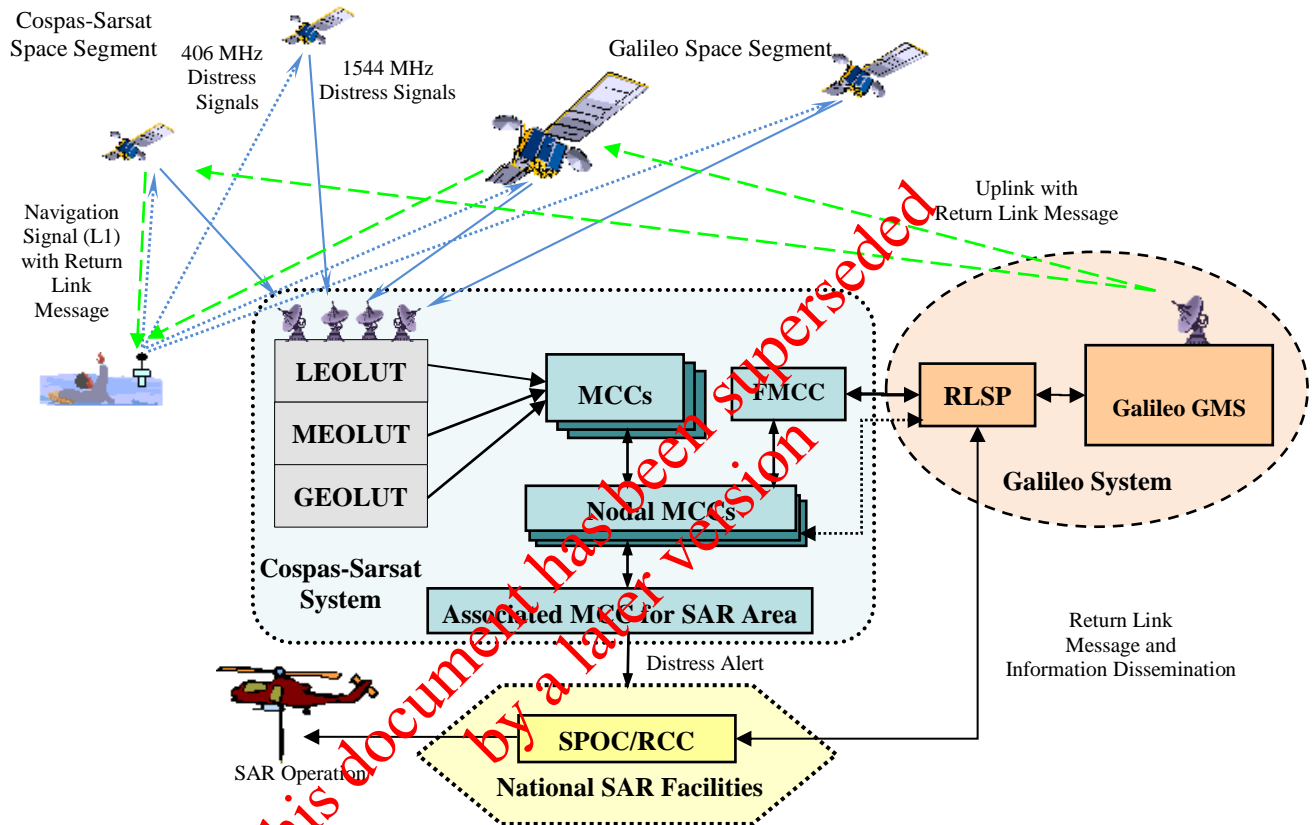 Cospas-Sarsat
Space Segment
406 MHz
Distress
Signals
1544 MHz
Distress Signals
Galileo Space Segment
Navigation
Signal (L1)
with Return
Link
Message
Uplink with
Return Link Message
LEOLUT
MEOLUT
GEOLUT
MCCs
FMCC
RLSP
Galileo GMS
Galileo System
Nodal MCCs
Cospas-Sarsat
System
Associated MCC for SAR Area
Distress Alert
Return Link
Message and
Information Dissemination
SPOC/RCC
National SAR Facilities
SAR Operation
his document has been superseded
by a later version